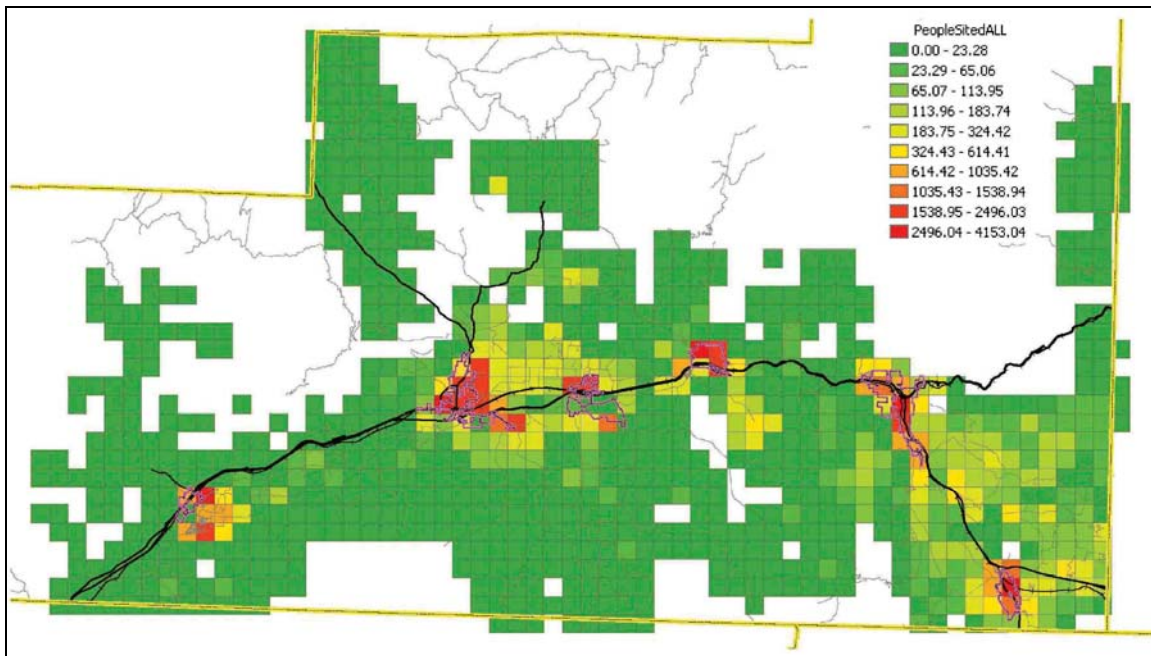 PeopleSitedALL
0.00 - 23.28
23.29 - 65.06
65.07 - 113.95
113.96 - 183.74
183.75 - 324.42
324.43 - 614.41
614.42 - 1035.42
1035.43 - 1538.94
1538.95 - 2496.03
2496.04 - 4153.04